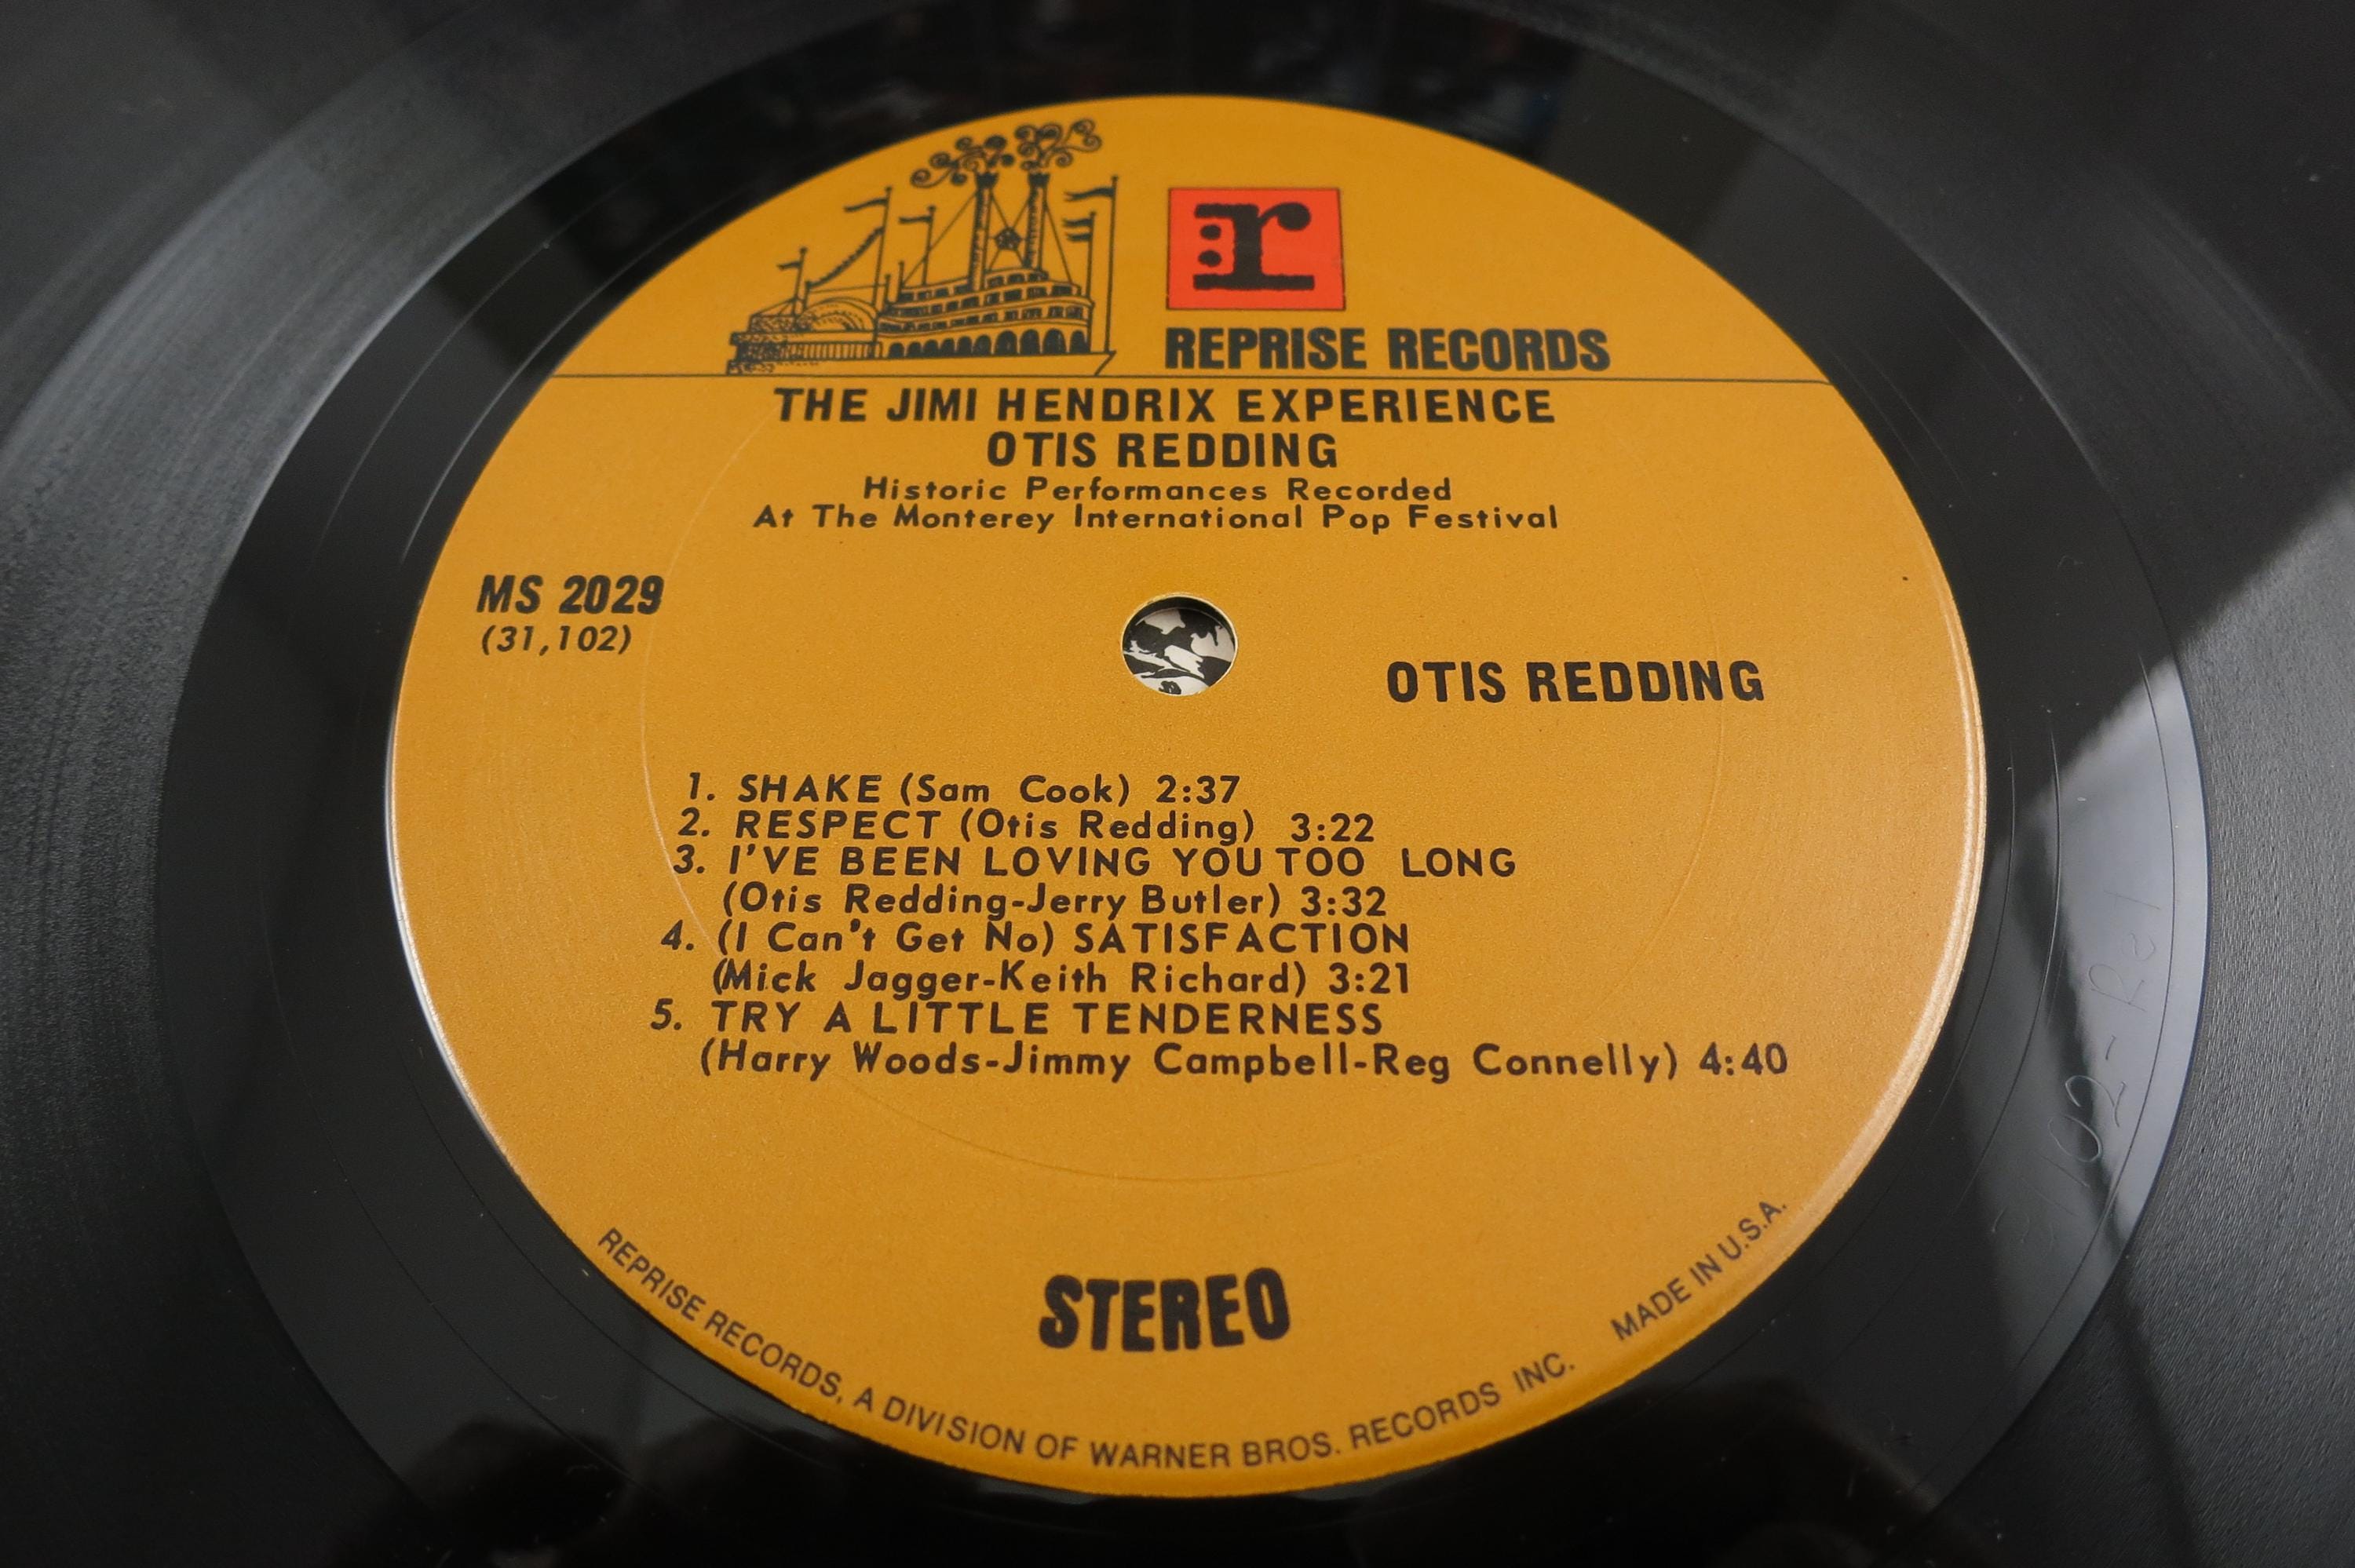 r
REPRISE RECORDS
THE JIMI HENDRIX EXPERIENCE
OTIS REDDING
Historic Performances Recorded
At The Monterey International Pop Festival
MS 2029
(31,102)
OTIS REDDING
1. SHAKE (Sam Cook) 2:37
2. RESPECT (Otis Redding) 3:22
3. I'VE BEEN LOVING YOU TOO LONG
(Otis Redding-Jerry Butler) 3:32
4. (I Can't Get No) SATISFACTION
(Mick Jagger-Keith Richard) 3:21
5. TRY A LITTLE TENDERNESS
(Harry Woods-Jimmy Campbell-Reg Connelly) 4:40
STEREO
REPRISE RECORDS, A DIVISION OF WARNER BROS. RECORDS INC. MADE IN U.S.A.